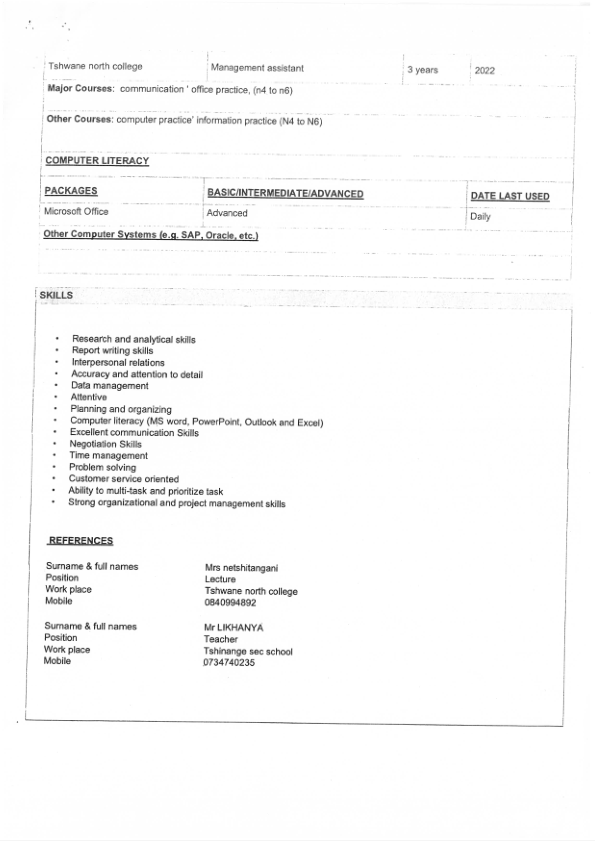 Tshwane north college Management assistant 3 years 2022
Major Courses: communication ' office practice, (n4 to n6)
Other Courses: computer practice' information practice (N4 to N6)
COMPUTER LITERACY
PACKAGES BASIC/INTERMEDIATE/ADVANCED DATE LAST USED
Microsoft Office Advanced Daily
Other Computer Systems (e.g. SAP, Oracle, etc.)
SKILLS
• Research and analytical skills
• Report writing skills
• Interpersonal relations
• Accuracy and attention to detail
• Data management
• Attentive
• Planning and organizing
• Computer literacy (MS word, PowerPoint, Outlook and Excel)
• Excellent communication Skills
• Negotiation Skills
• Time management
• Problem solving
• Customer service oriented
• Ability to multi-task and prioritize task
• Strong organizational and project management skills
REFERENCES
Surname & full names Mrs netshitangani
Position Lecture
Work place Tshwane north college
Mobile 0840994892
Surname & full names Mr LIKHANYA
Position Teacher
Work place Tshinange sec school
Mobile 0734740235